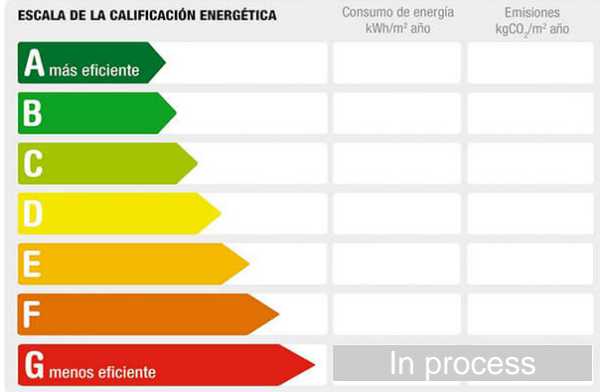 ESCALA DE LA CALIFICACIÓN ENERGÉTICA
Consumo de energía
kWh/m² año
Emisiones
kgCO₂/m² año
A más eficiente
B
C
D
E
F
G menos eficiente
In process